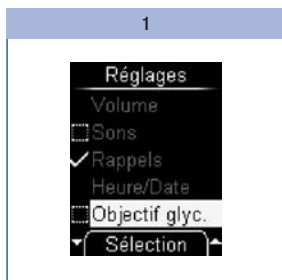 1
Réglages
Volume
Sons
Rappels
Heure/Date
Objectif glyc.
Sélection